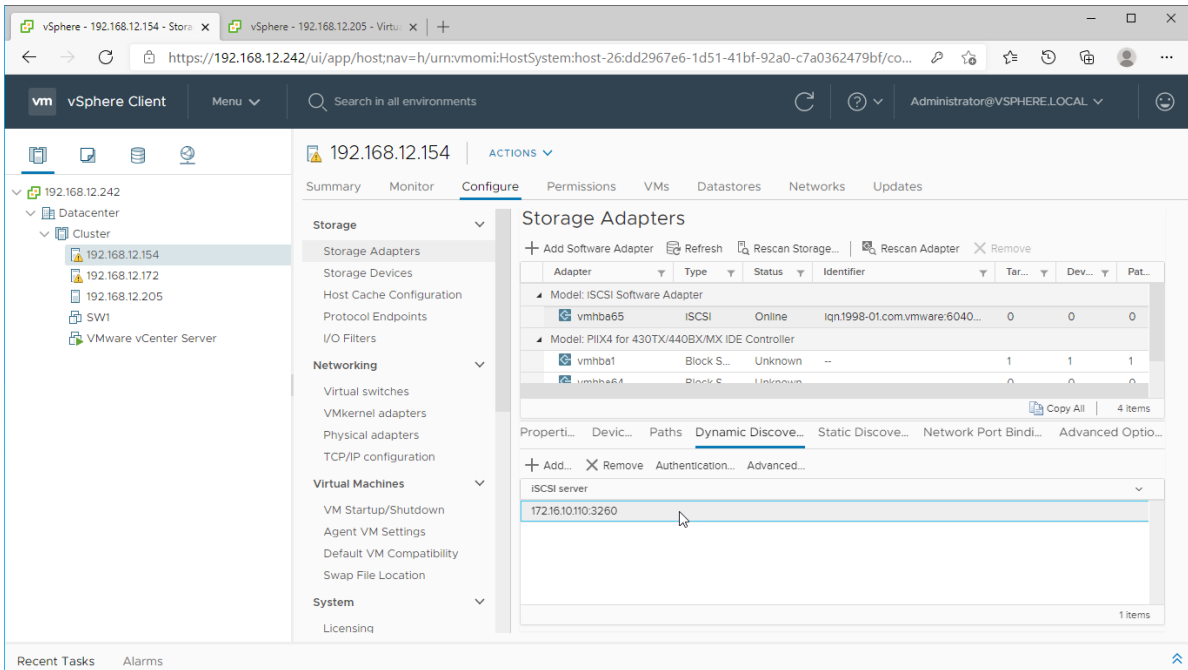 vSphere - 192.168.12.154 - Stora
vSphere - 192.168.12.205 - Virtu
https://192.168.12.242/ui/app/host;nav=h/urn:vmomi:HostSystem:host-26:dd2967e6-1d51-41bf-92a0-c7a0362479bf/co...
vm vSphere Client Menu Search in all environments Administrator@VSPHERE.LOCAL
192.168.12.242
Datacenter
Cluster
192.168.12.154
192.168.12.172
192.168.12.205
SW1
VMware vCenter Server
192.168.12.154 ACTIONS
Summary Monitor Configure Permissions VMs Datastores Networks Updates
Storage
Storage Adapters
Storage Devices
Host Cache Configuration
Protocol Endpoints
I/O Filters
Networking
Virtual switches
VMkernel adapters
Physical adapters
TCP/IP configuration
Virtual Machines
VM Startup/Shutdown
Agent VM Settings
Default VM Compatibility
Swap File Location
System
Licensing
Storage Adapters
Add Software Adapter Refresh Rescan Storage... Rescan Adapter Remove
Adapter Type Status Identifier Tar... Dev... Pat...
Model: iSCSI Software Adapter
vmhba65 iSCSI Online iqn.1998-01.com.vmware:6040... 0 0 0
Model: PIIX4 for 430TX/440BX/MX IDE Controller
vmhba1 Block S... Unknown -- 1 1 1
vmhba64 Block S Unknown 0 0 0
Copy All 4 items
Properti... Devic... Paths Dynamic Discove... Static Discove... Network Port Bindi... Advanced Optio...
Add... Remove Authentication... Advanced...
iSCSI server
172.16.10.110:3260
1 items
Recent Tasks Alarms